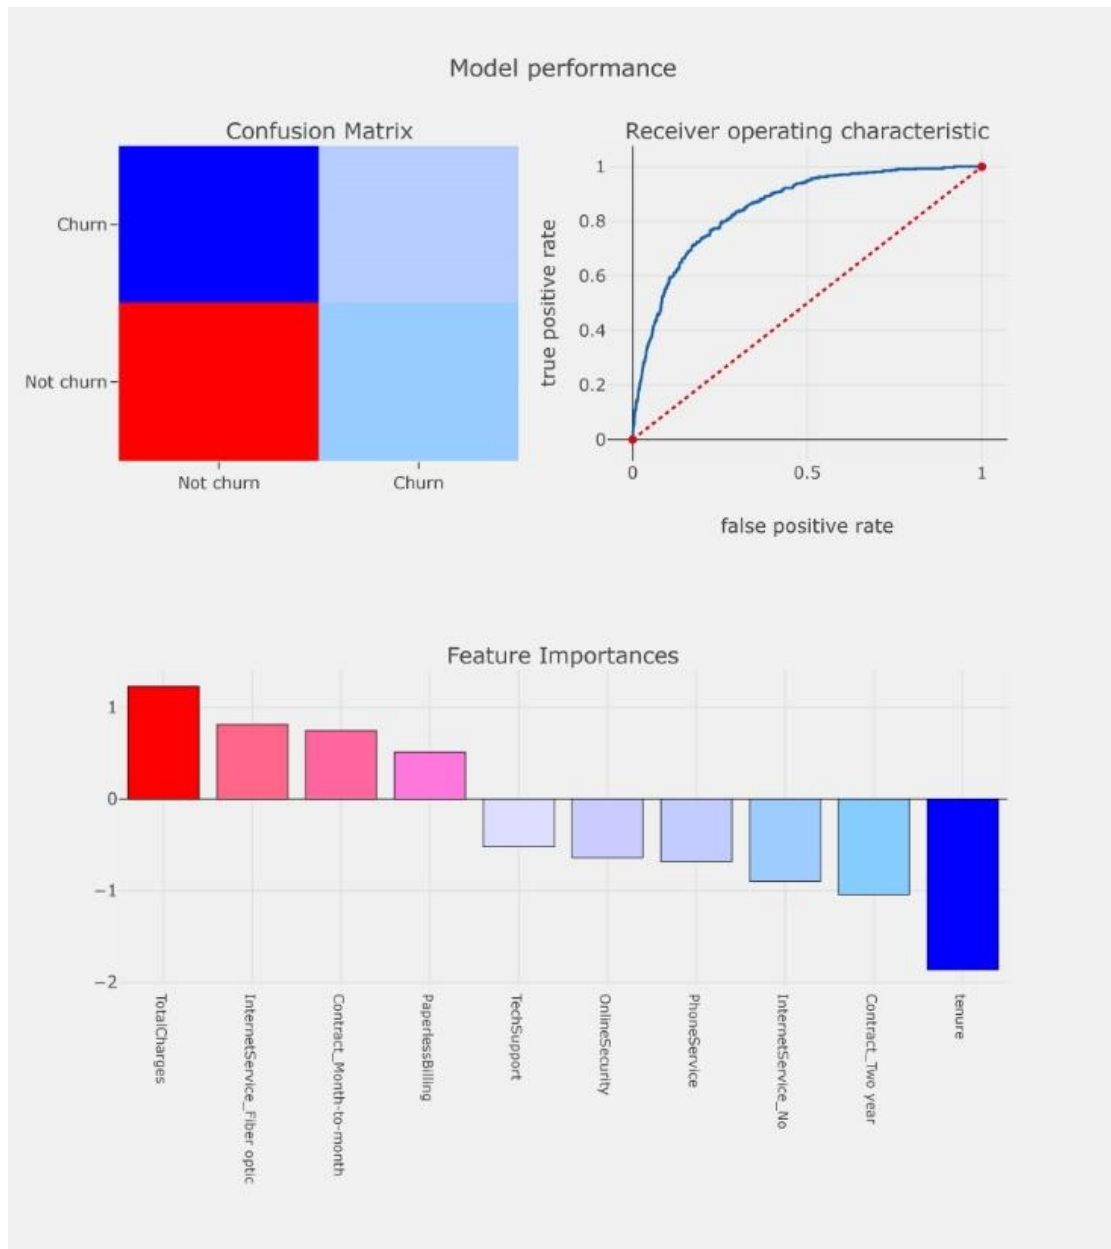 Model performance
Confusion Matrix
Churn
Not churn
Not churn
Churn
Receiver operating characteristic
true positive rate
1
0.8
0.6
0.4
0.2
0
0
0.5
1
false positive rate
Feature Importances
1
0
−1
−2
TotalCharges
InternetService_Fiber optic
Contract_Month-to-month
PaperlessBilling
TechSupport
OnlineSecurity
PhoneService
InternetService_No
Contract_Two year
tenure